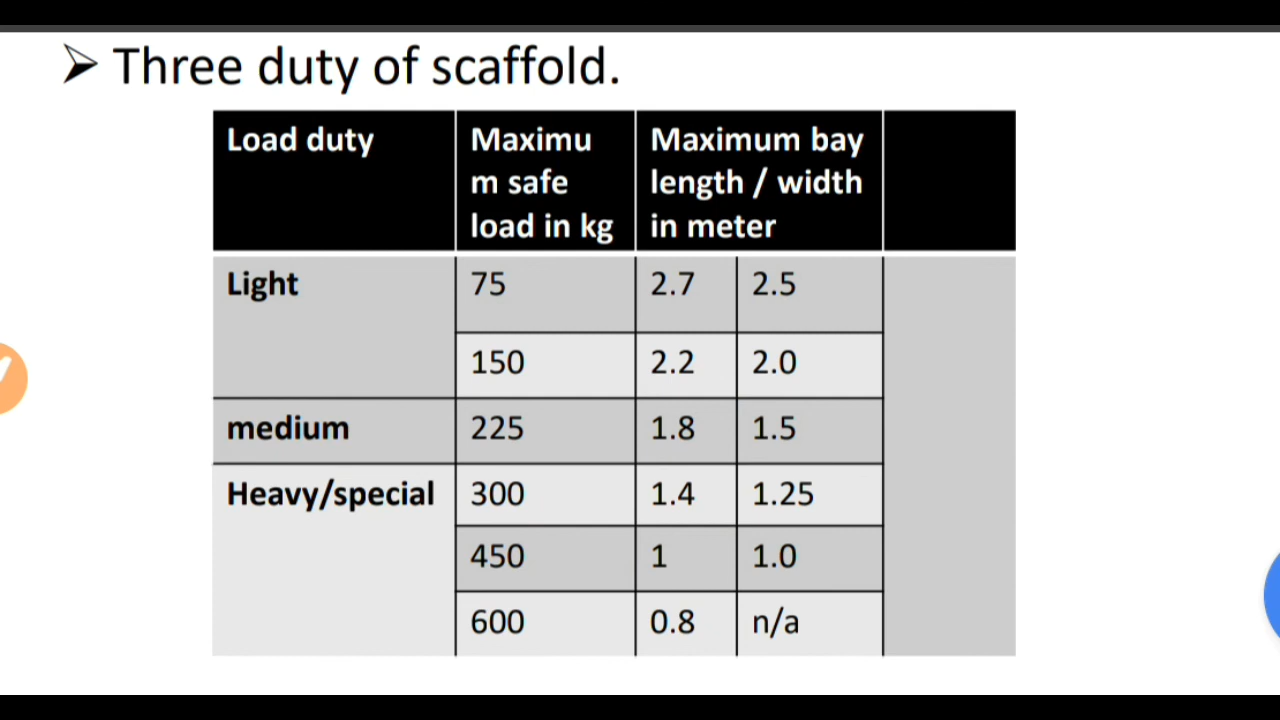 ➢ Three duty of scaffold.
Load duty
Maximu
m safe
load in kg
Maximum bay
length / width
in meter
Light 75 2.7 2.5
150 2.2 2.0
medium 225 1.8 1.5
Heavy/special 300 1.4 1.25
450 1 1.0
600 0.8 n/a